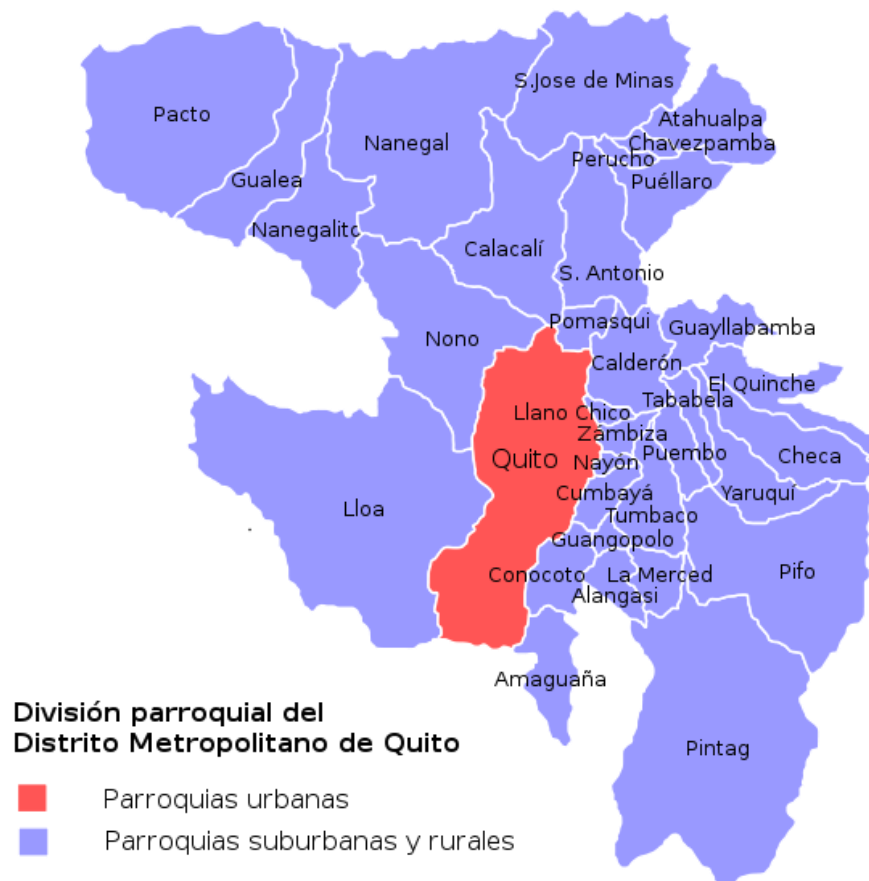 S.Jose de Minas
Pacto
Atahualpa
Nanegal
Chavezpamba
Perucho
Gualea
Puéllaro
Nanegalito
Calacalí
S. Antonio
Pomasqui
Guayllabamba
Nono
Calderón
El Quinche
Tababela
Llano Chico
Zámbiza
Puembo
Checa
Quito
Nayón
Cumbayá
Yaruquí
Lloa
Tumbaco
Guangopolo
Conocoto
La Merced
Pifo
Alangasi
Amaguaña
División parroquial del
Distrito Metropolitano de Quito
Pintag
Parroquias urbanas
Parroquias suburbanas y rurales